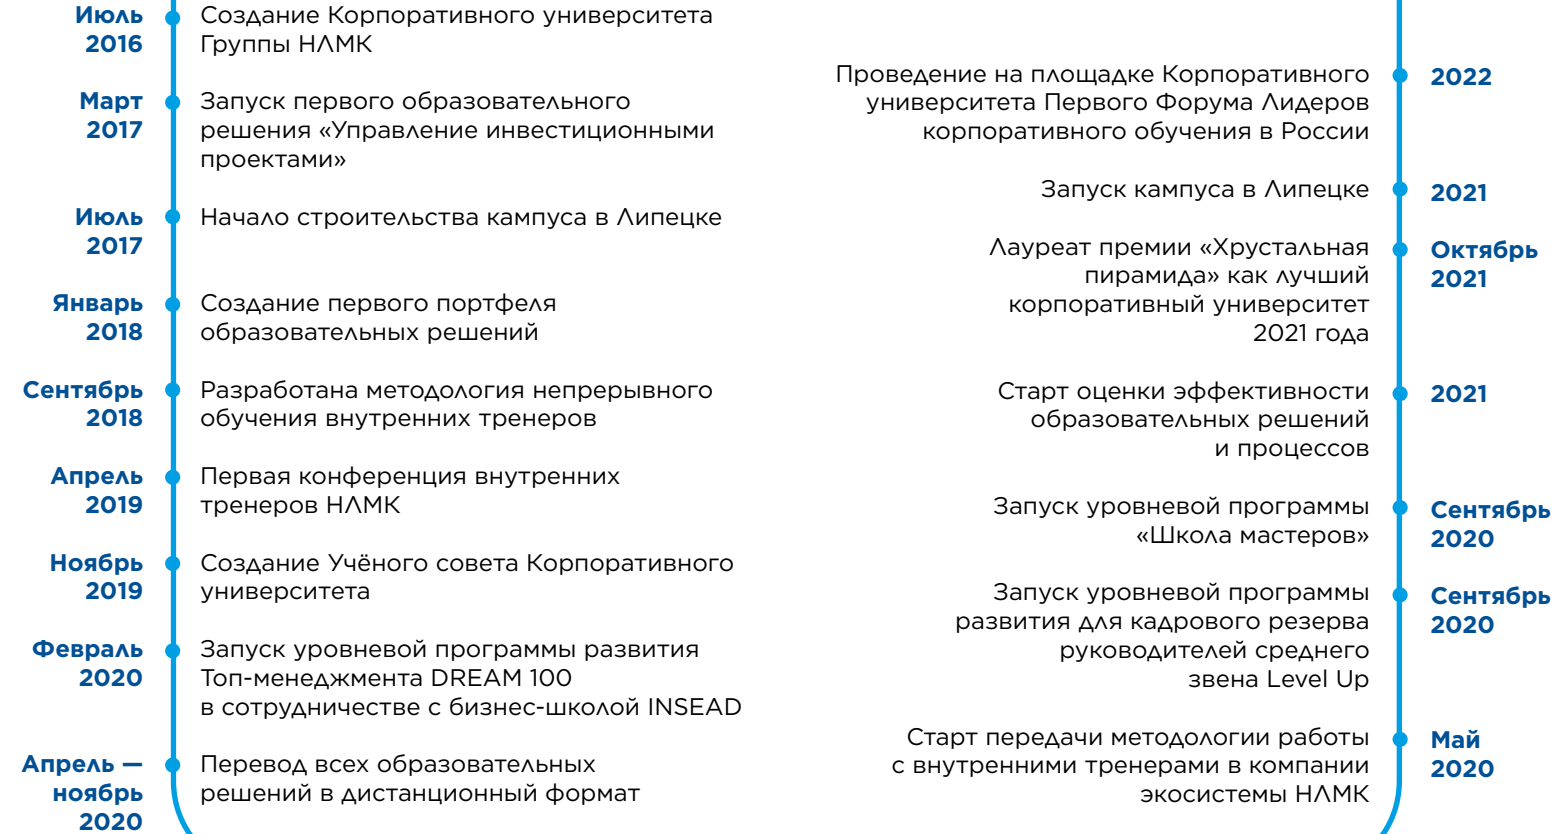 Июль
2016
Создание Корпоративного университета
Группы НЛМК
Март
2017
Запуск первого образовательного
решения «Управление инвестиционными
проектами»
Июль
2017
Начало строительства кампуса в Липецке
Январь
2018
Создание первого портфеля
образовательных решений
Сентябрь
2018
Разработана методология непрерывного
обучения внутренних тренеров
Апрель
2019
Первая конференция внутренних
тренеров НЛМК
Ноябрь
2019
Создание Учёного совета Корпоративного
университета
Февраль
2020
Запуск уровневой программы развития
Топ-менеджмента DREAM 100
в сотрудничестве с бизнес-школой INSEAD
Апрель —
ноябрь
2020
Перевод всех образовательных
решений в дистанционный формат
Проведение на площадке Корпоративного
университета Первого Форума Лидеров
корпоративного обучения в России
2022
Запуск кампуса в Липецке
2021
Лауреат премии «Хрустальная
пирамида» как лучший
корпоративный университет
2021 года
Октябрь
2021
Старт оценки эффективности
образовательных решений
и процессов
2021
Запуск уровневой программы
«Школа мастеров»
Сентябрь
2020
Запуск уровневой программы
развития для кадрового резерва
руководителей среднего
звена Level Up
Сентябрь
2020
Старт передачи методологии работы
с внутренними тренерами в компании
экосистемы НЛМК
Май
2020